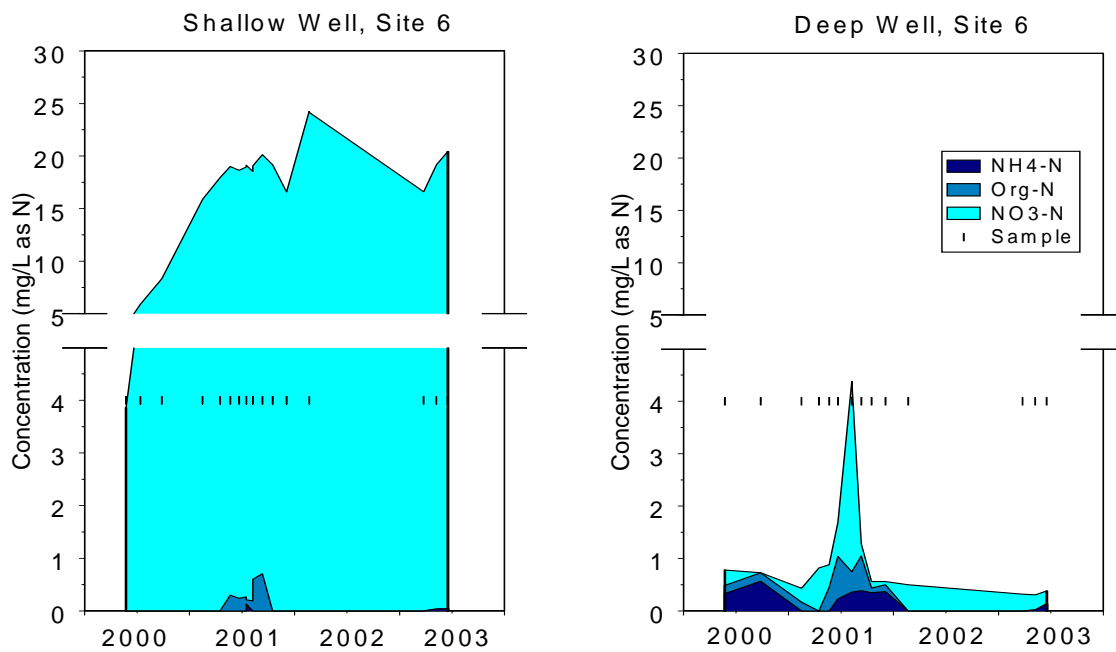 Shallow Well, Site 6
30
25
20
15
10
5
4
3
2
1
0
Concentration (mg/L as N)
2000 2001 2002 2003
Deep Well, Site 6
30
25
20
15
10
5
4
3
2
1
0
Concentration (mg/L as N)
NH4-N
Org-N
NO3-N
Sample
2000 2001 2002 2003